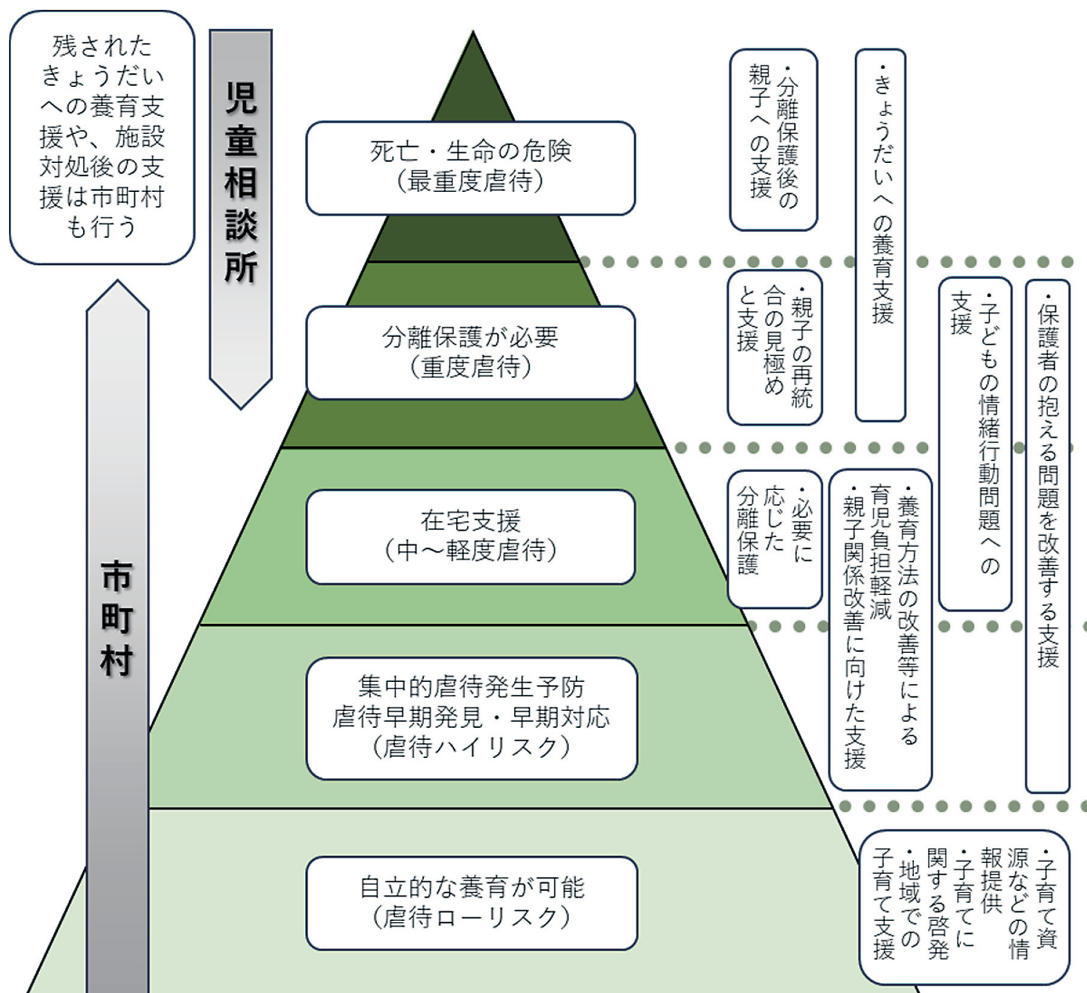 残された
きょうだい
への養育支
援や、施設
対処後の支
援は市町村
も行う
児童相談所
市町村
死亡・生命の危険
（最重度虐待）
分離保護が必要
（重度虐待）
在宅支援
（中～軽度虐待）
集中的虐待発生予防
虐待早期発見・早期対応
（虐待ハイリスク）
自立的な養育が可能
（虐待ローリスク）
・分離保護後の
親子への支援
・きょうだいへの養育支援
・親子の再統
合の見極め
と支援
・子どもの情緒行動問題への
支援
・保護者の抱える問題を改善する支援
・必要に
応じた
分離保護
・養育方法の改善等による
育児負担軽減
・親子関係改善に向けた支援
・子育て資
源などの情
報提供
・子育てに
関する啓発
・地域での
子育て支援